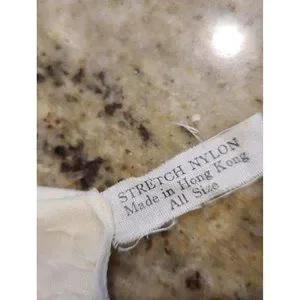 STRETCH NYLON
Made in Hong Kong
All Size